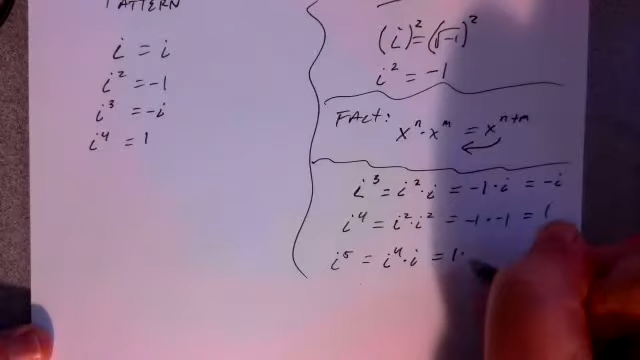 PATTERN
i = i
i² = -1
i³ = -i
i⁴ = 1
(i)² = (√-1)²
i² = -1
FACT:
xⁿ · xᵐ = xⁿ⁺ᵐ
i³ = i² · i = -1 · i = -i
i⁴ = i² · i² = -1 · -1 = 1
i⁵ = i⁴ · i = 1 ·